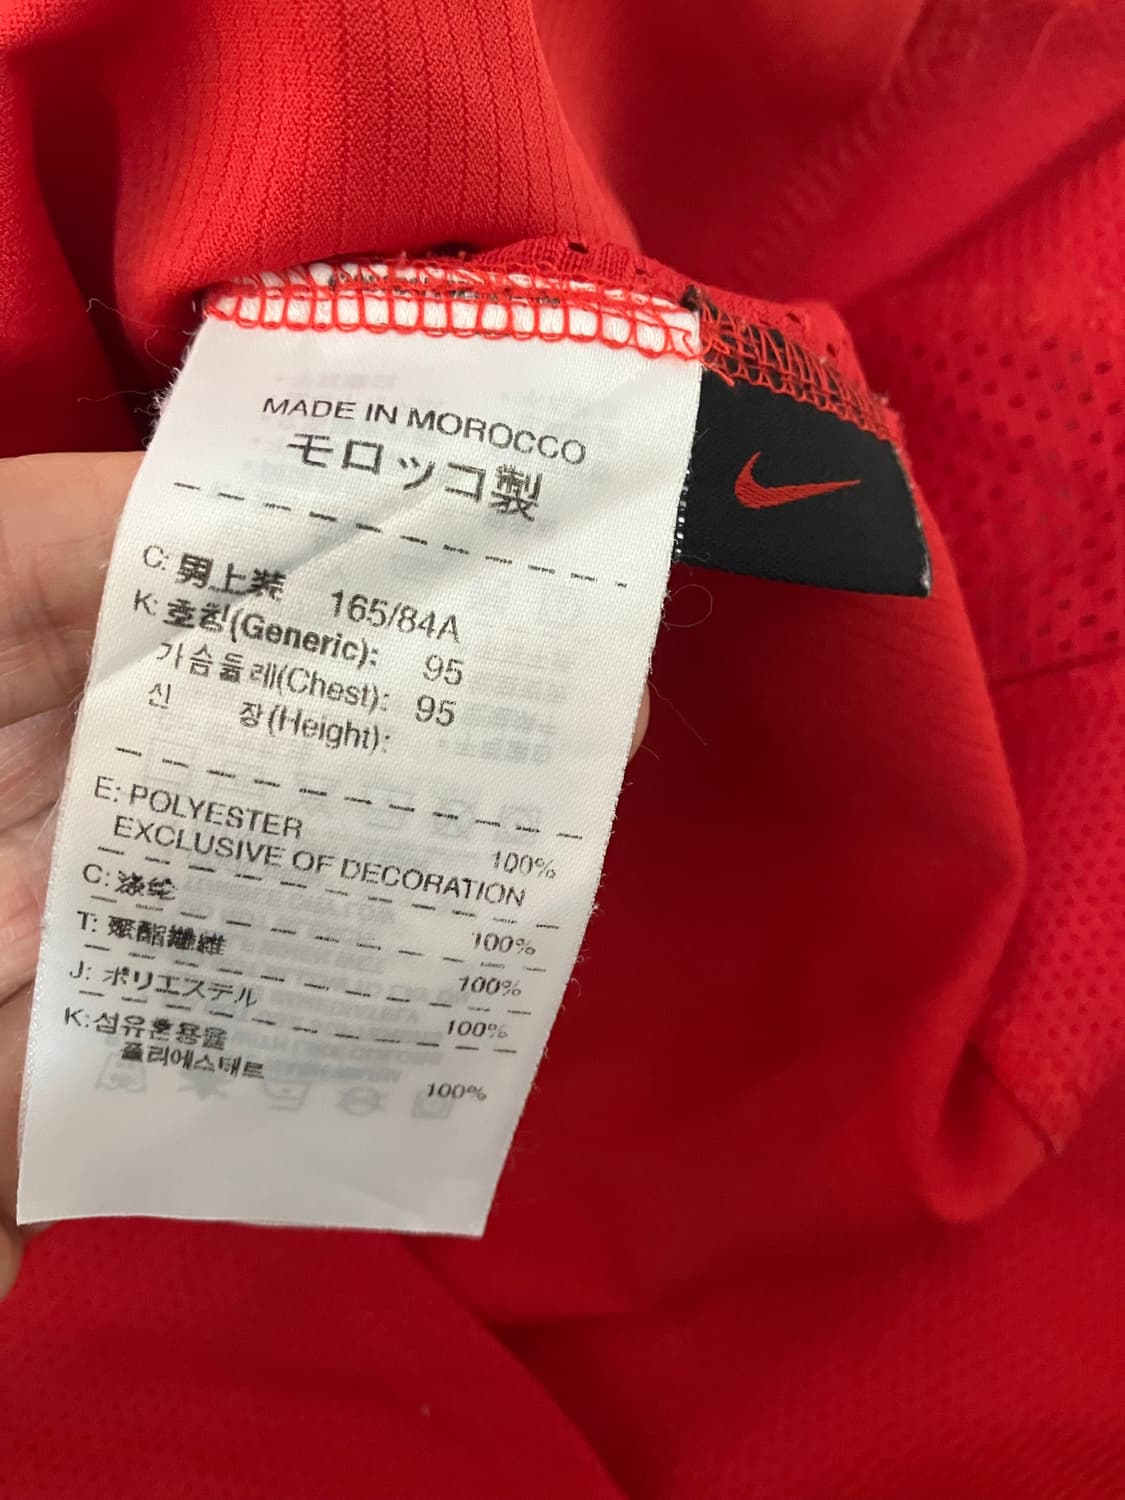 MADE IN MOROCCO
モロッコ製
C: 男上装 165/84A
K: 호칭(Generic): 95
가슴둘레(Chest): 95
신 장(Height):
E: POLYESTER 100%
EXCLUSIVE OF DECORATION
C: 涤纶 100%
T: 聚酯纖維 100%
J: ポリエステル 100%
K: 섬유혼용율
폴리에스테르 100%